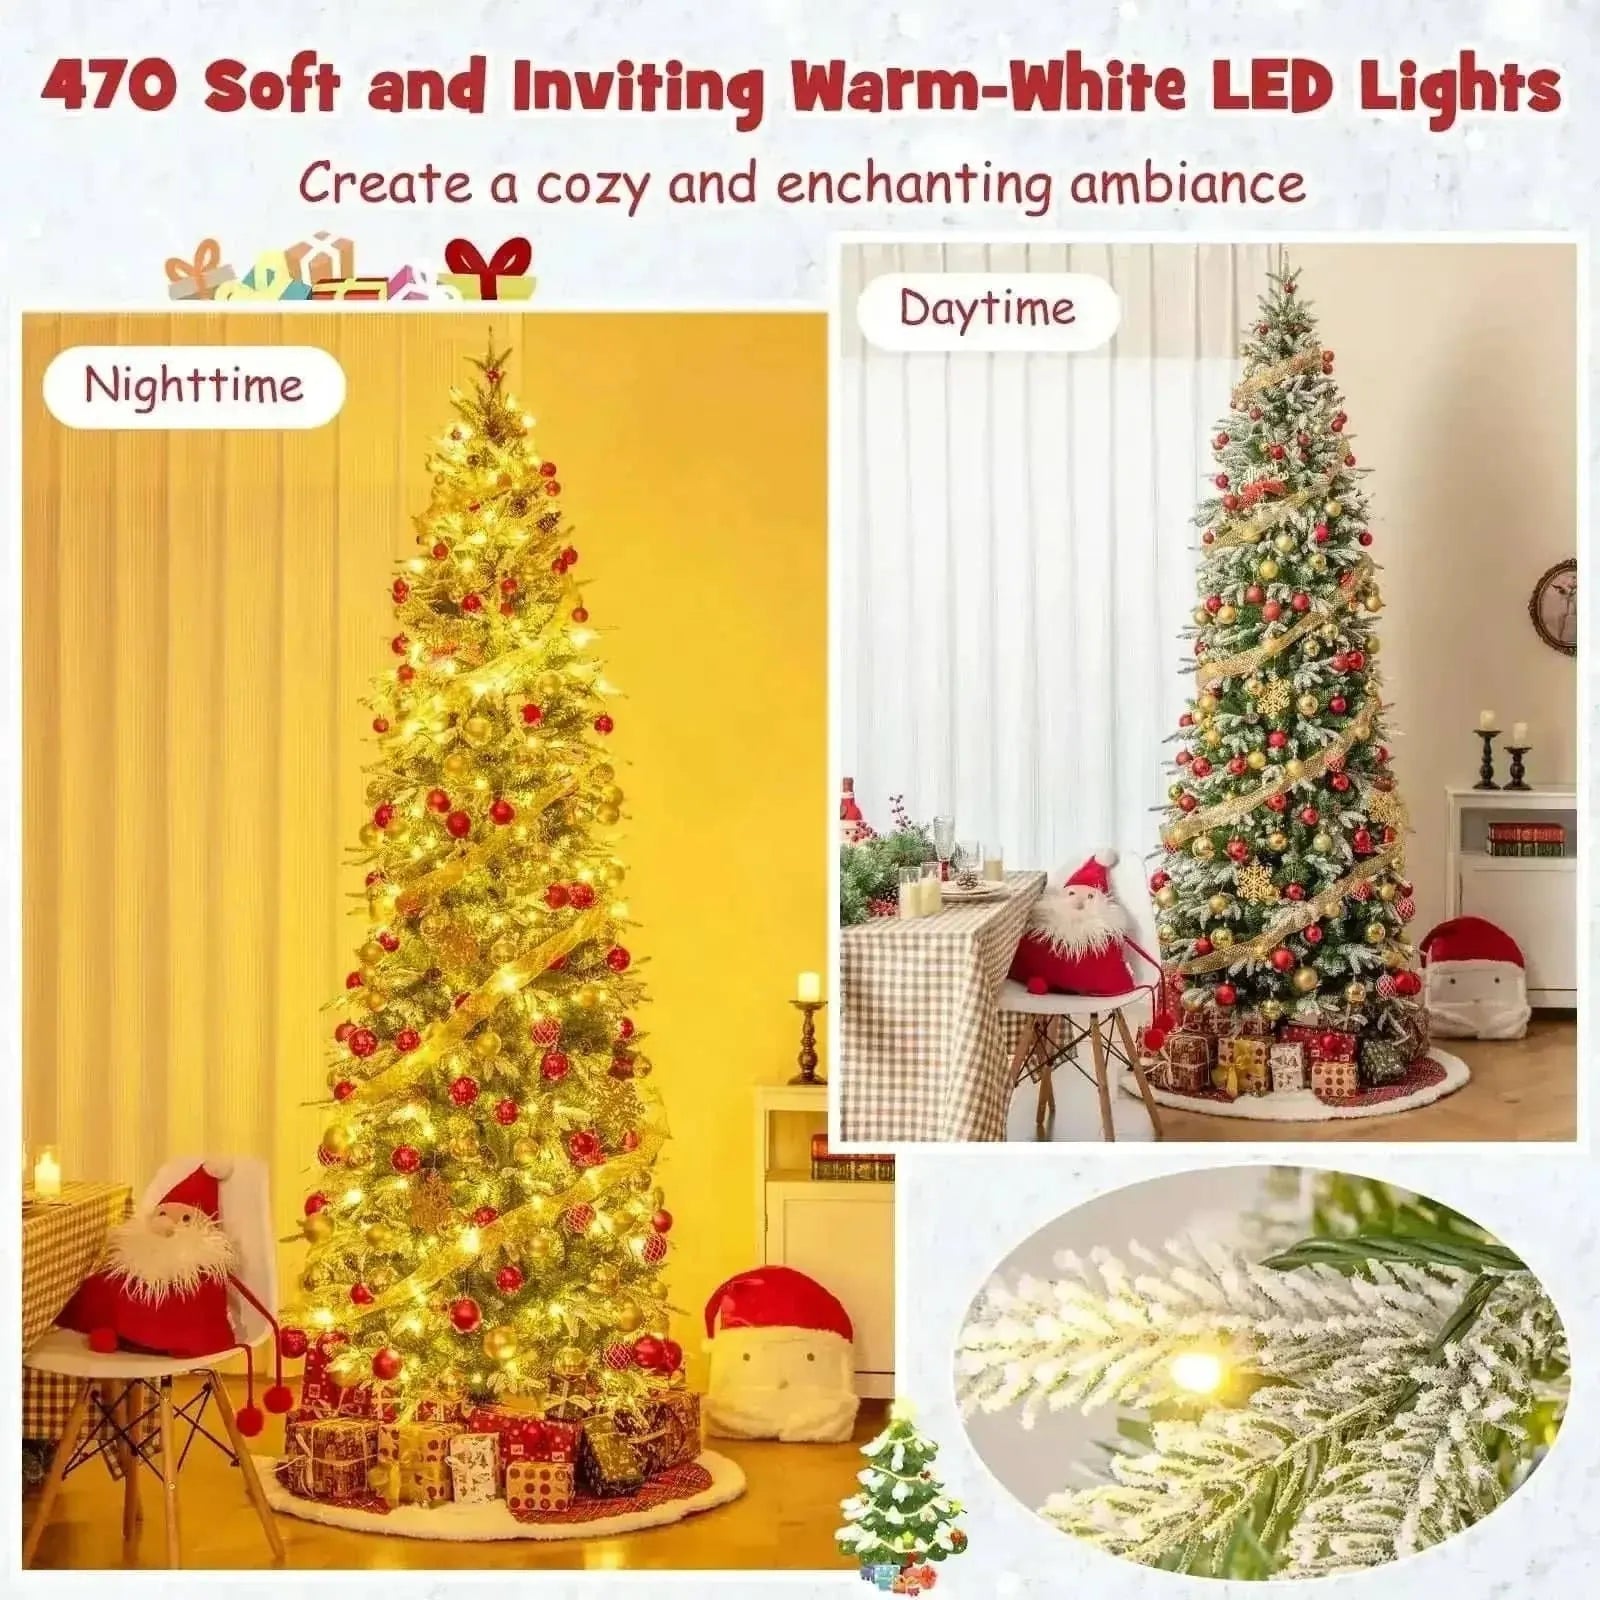 470 Soft and Inviting Warm-White LED Lights
Create a cozy and enchanting ambiance
Nighttime
Daytime